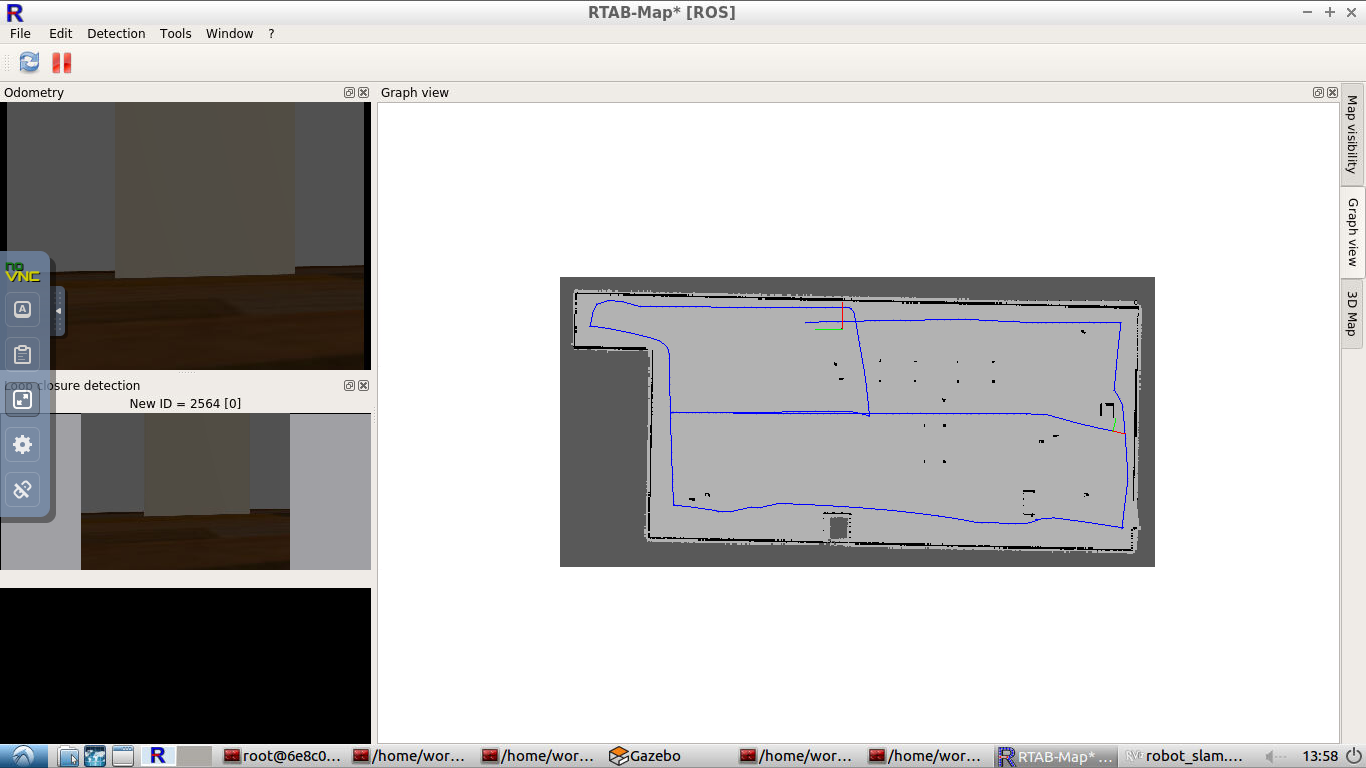 RTAB-Map* [ROS]
File Edit Detection Tools Window ?
Odometry
Graph view
Map visibility
Graph view
3D Map
no
VNC
A
Loop closure detection
New ID = 2564 [0]
R root@6e8c0... /home/wor... /home/wor... Gazebo /home/wor... /home/wor... RTAB-Map* ... robot_slam.... 13:58